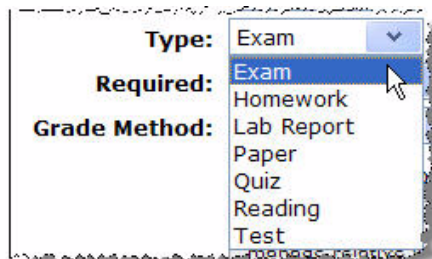 Type: Exam
Exam
Required:
Homework
Grade Method: Lab Report
Paper
Quiz
Reading
Test